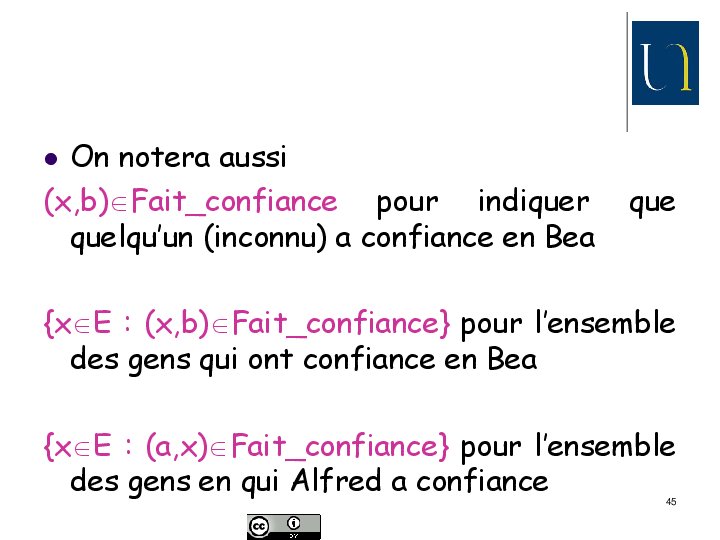 On notera aussi
(x,b)∈Fait_confiance pour indiquer que
quelqu'un (inconnu) a confiance en Bea
{x∈E : (x,b)∈Fait_confiance} pour l'ensemble
des gens qui ont confiance en Bea
{x∈E : (a,x)∈Fait_confiance} pour l'ensemble
des gens en qui Alfred a confiance
45
cc
BY